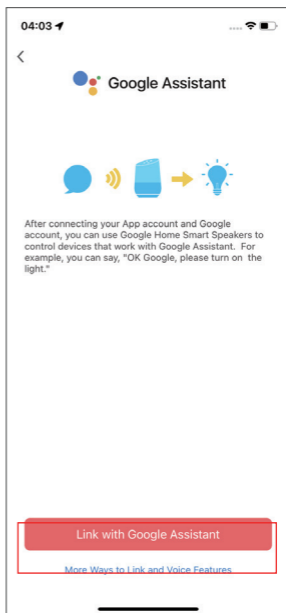 04:03
Google Assistant
After connecting your App account and Google
account, you can use Google Home Smart Speakers to
control devices that work with Google Assistant. For
example, you can say, "OK Google, please turn on the
light."
Link with Google Assistant
More Ways to Link and Voice Features